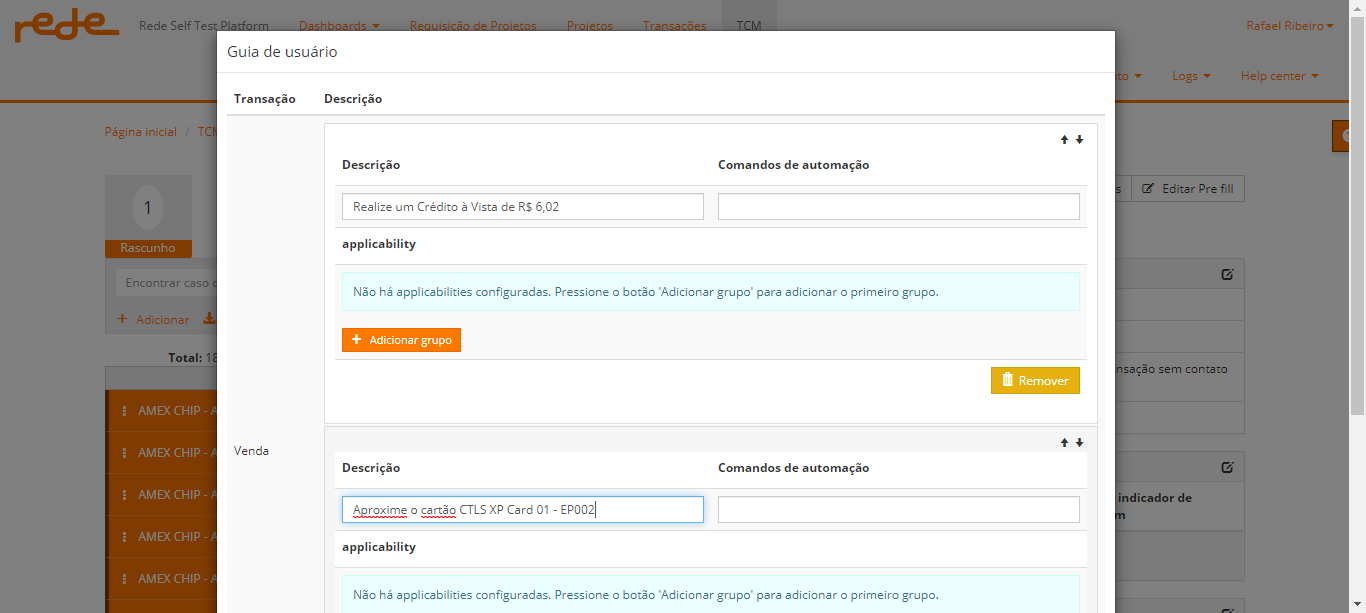 rede
Rede Self Test Platform
Dashboards
Requisição de Projetos
Projetos
Transações
TCM
Rafael Ribeiro
Logs
Help center
Guia de usuário
Transação
Descrição
Página inicial / TCM
1
Rascunho
Editar Pre fill
Encontrar caso
+ Adicionar
Total: 18
AMEX CHIP - A
AMEX CHIP - A
AMEX CHIP - A
AMEX CHIP - A
AMEX CHIP - A
Venda
Descrição
Comandos de automação
Realize um Crédito à Vista de R$ 6,02
applicability
Não há applicabilities configuradas. Pressione o botão 'Adicionar grupo' para adicionar o primeiro grupo.
+ Adicionar grupo
Remover
Descrição
Comandos de automação
Aproxime o cartão CTLS XP Card 01 - EP002
applicability
Não há applicabilities configuradas. Pressione o botão 'Adicionar grupo' para adicionar o primeiro grupo.
nsação sem contato
indicador de
m